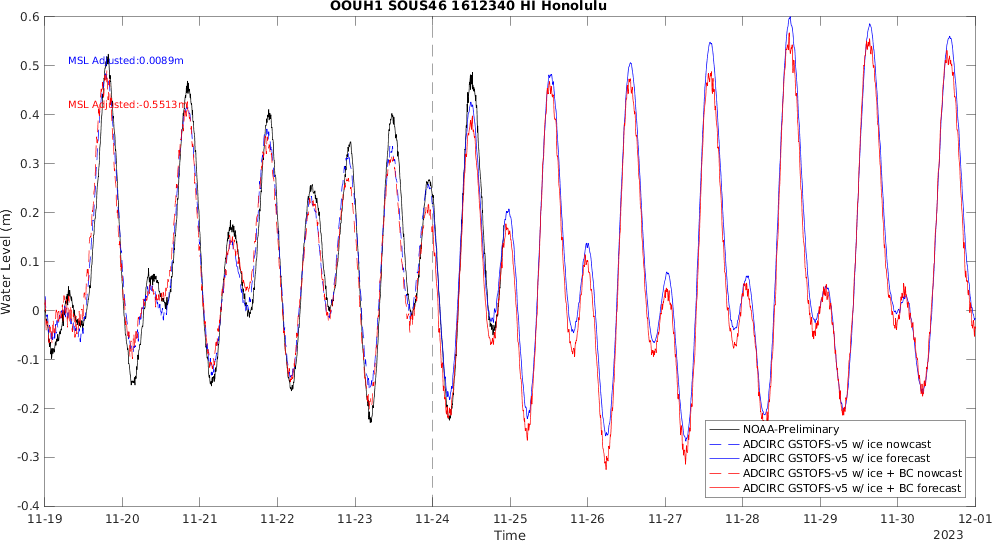 OOUH1 SOUS46 1612340 HI Honolulu
0.6
0.5
0.4
0.3
0.2
0.1
0
-0.1
-0.2
-0.3
-0.4
Water Level (m)
MSL Adjusted:0.0089m
MSL Adjusted:-0.5513m
NOAA-Preliminary
ADCIRC GSTOFS-v5 w/ ice nowcast
ADCIRC GSTOFS-v5 w/ ice forecast
ADCIRC GSTOFS-v5 w/ ice + BC nowcast
ADCIRC GSTOFS-v5 w/ ice + BC forecast
11-19 11-20 11-21 11-22 11-23 11-24 11-25 11-26 11-27 11-28 11-29 11-30 12-01
Time
2023